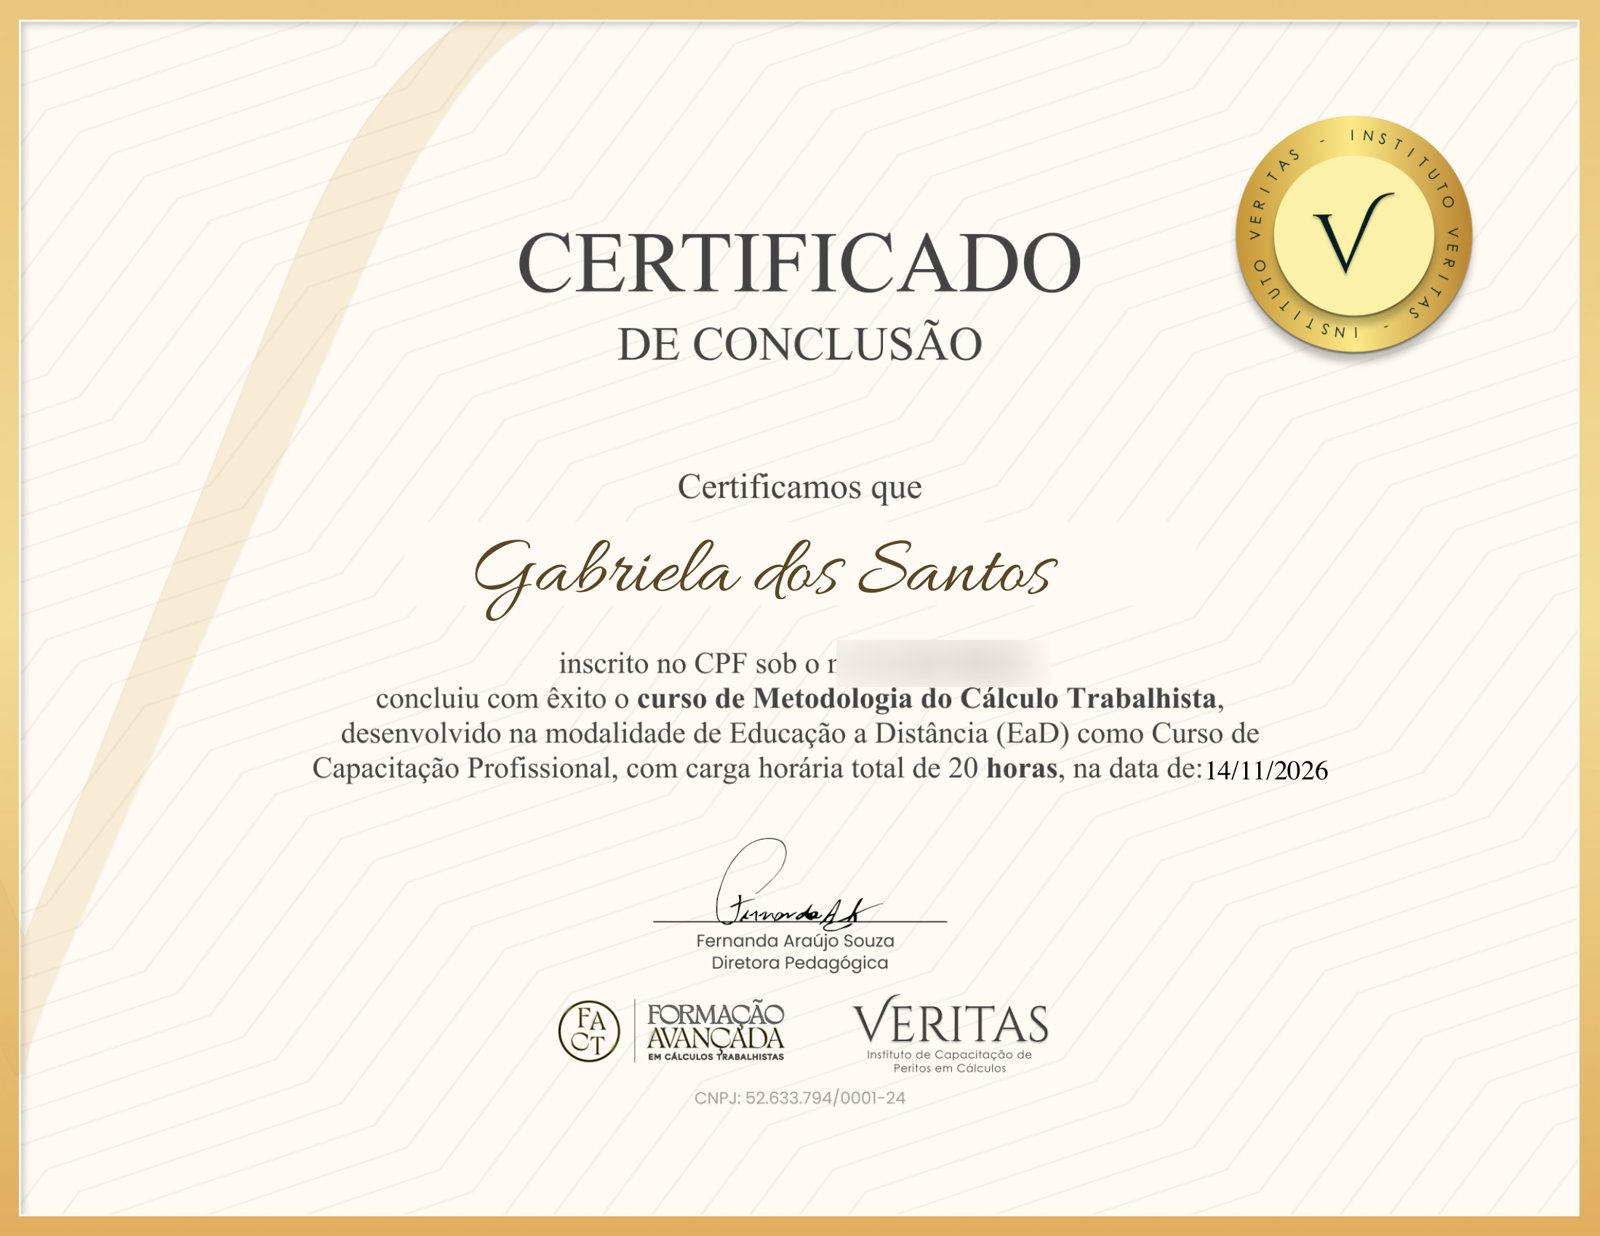 INSTITUTO VERITAS - INSTITUTO VERITAS -
V
CERTIFICADO
DE CONCLUSÃO
Certificamos que
Gabriela dos Santos
inscrito no CPF sob o
concluiu com êxito o curso de Metodologia do Cálculo Trabalhista,
desenvolvido na modalidade de Educação a Distância (EaD) como Curso de
Capacitação Profissional, com carga horária total de 20 horas, na data de:14/11/2026
Fernanda Araújo Souza
Diretora Pedagógica
FACT
FORMAÇÃO
AVANÇADA
EM CÁLCULOS TRABALHISTAS
VERITAS
Instituto de Capacitação de
Peritos em Cálculos
CNPJ: 52.633.794/0001-24